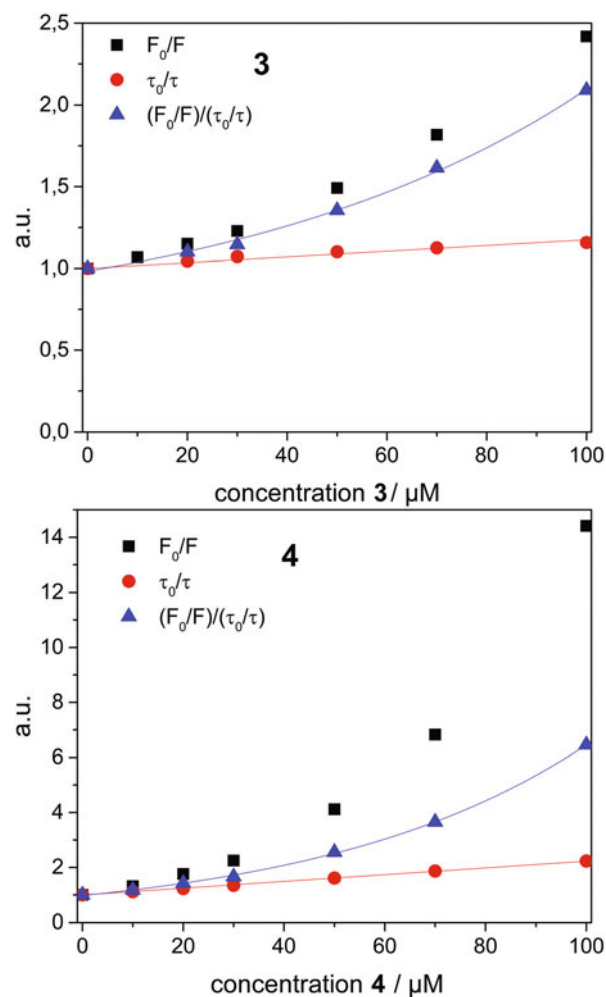 2,5
2,0
1,5
1,0
0,5
0,0
a.u.
F₀/F
τ₀/τ
(F₀/F)/(τ₀/τ)
3
0 20 40 60 80 100
concentration 3 / µM
14
12
10
8
6
4
2
0
a.u.
F₀/F
τ₀/τ
(F₀/F)/(τ₀/τ)
4
0 20 40 60 80 100
concentration 4 / µM